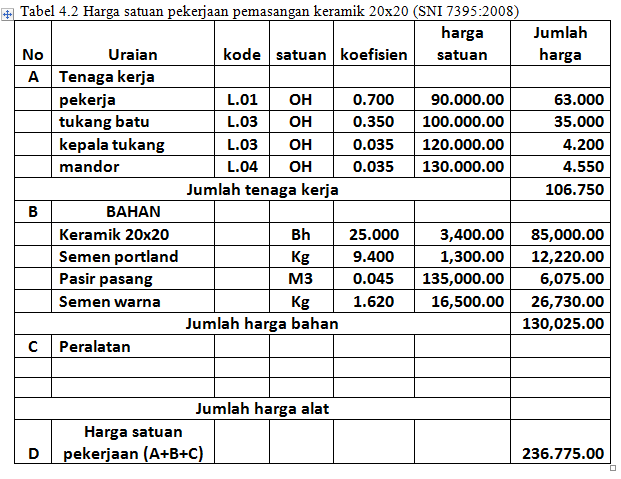 Tabel 4.2 Harga satuan pekerjaan pemasangan keramik 20x20 (SNI 7395:2008)
No Uraian kode satuan koefisien harga satuan Jumlah harga
A Tenaga kerja
pekerja L.01 OH 0.700 90.000.00 63.000
tukang batu L.03 OH 0.350 100.000.00 35.000
kepala tukang L.03 OH 0.035 120.000.00 4.200
mandor L.04 OH 0.035 130.000.00 4.550
Jumlah tenaga kerja 106.750
B BAHAN
Keramik 20x20 Bh 25.000 3,400.00 85,000.00
Semen portland Kg 9.400 1,300.00 12,220.00
Pasir pasang M3 0.045 135,000.00 6,075.00
Semen warna Kg 1.620 16,500.00 26,730.00
Jumlah harga bahan 130,025.00
C Peralatan
Jumlah harga alat
D Harga satuan pekerjaan (A+B+C) 236.775.00